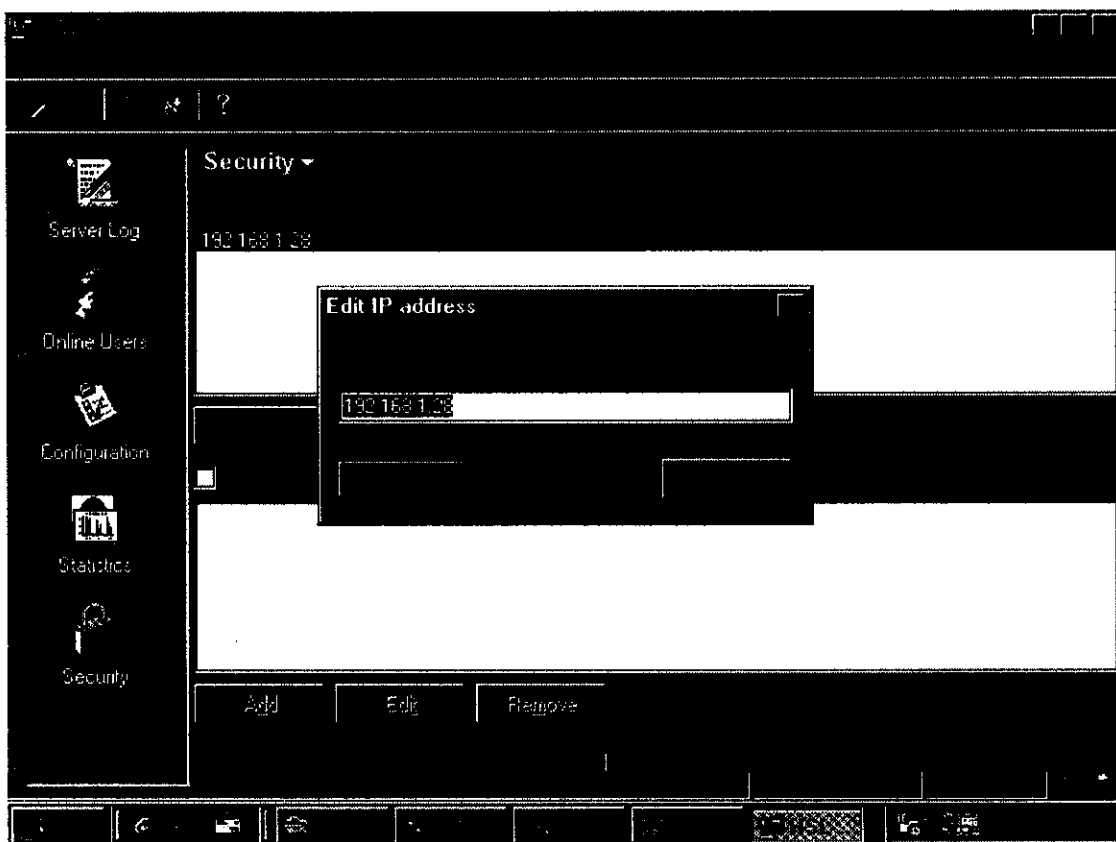 ?
Security
Server Log
192.168.1.28
Edit IP address
Online Users
192.168.1.28
Configuration
Statistics
Security
Add
Edit
Remove